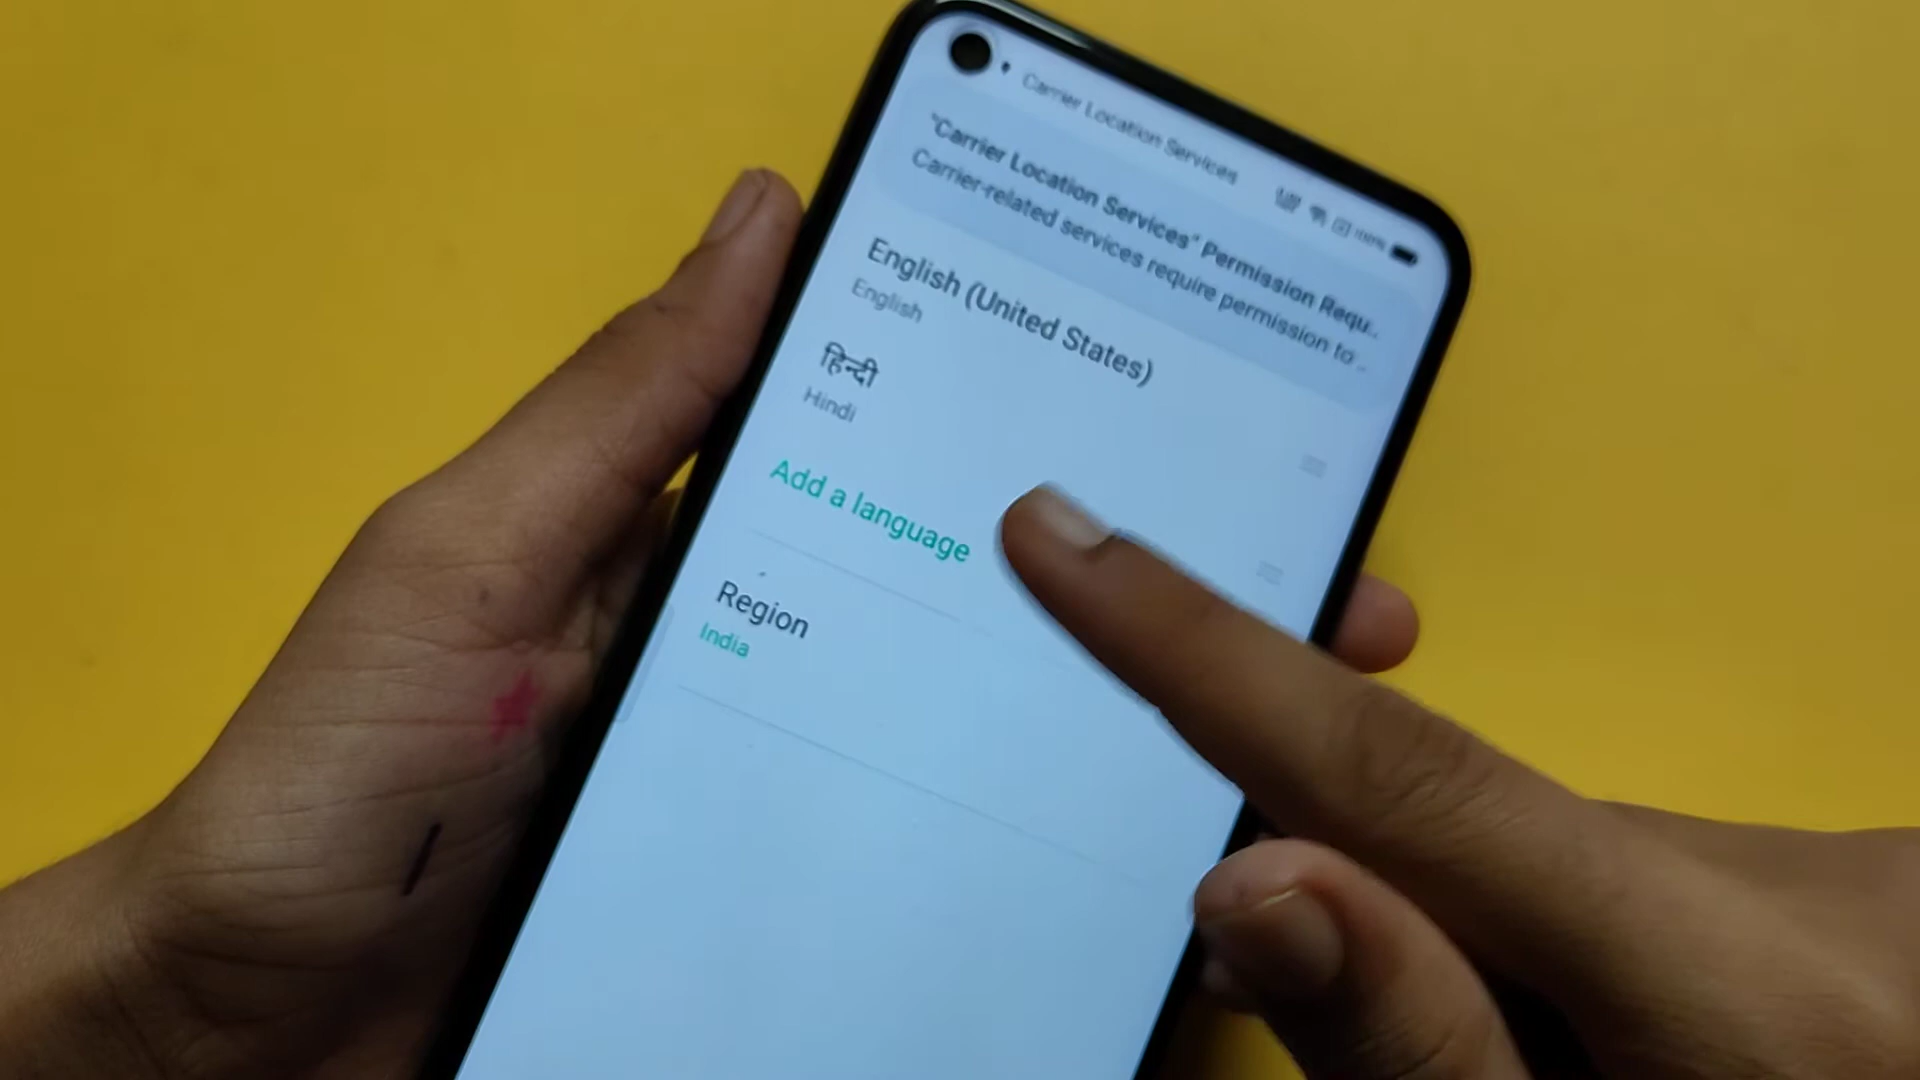 Carrier Location Services
100%
"Carrier Location Services" Permission Requ..
Carrier-related services require permission to ..
English (United States)
English
हिन्दी
Hindi
Add a language
Region
India